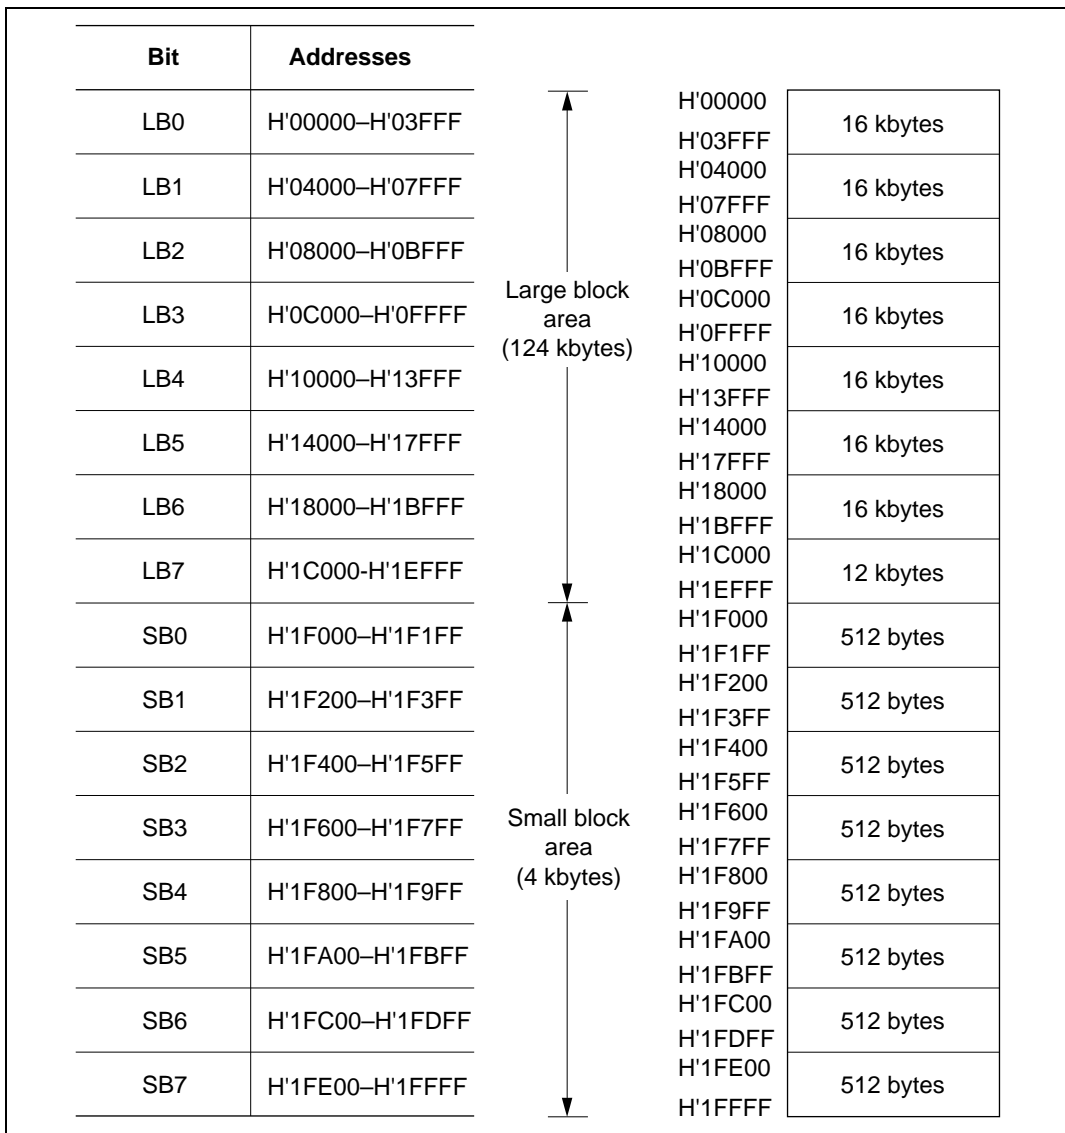 Bit Addresses
LB0 H'00000–H'03FFF
LB1 H'04000–H'07FFF
LB2 H'08000–H'0BFFF
LB3 H'0C000–H'0FFFF
LB4 H'10000–H'13FFF
LB5 H'14000–H'17FFF
LB6 H'18000–H'1BFFF
LB7 H'1C000-H'1EFFF
SB0 H'1F000–H'1F1FF
SB1 H'1F200–H'1F3FF
SB2 H'1F400–H'1F5FF
SB3 H'1F600–H'1F7FF
SB4 H'1F800–H'1F9FF
SB5 H'1FA00–H'1FBFF
SB6 H'1FC00–H'1FDFF
SB7 H'1FE00–H'1FFFF
Large block
area
(124 kbytes)
Small block
area
(4 kbytes)
H'00000
16 kbytes
H'03FFF
H'04000
16 kbytes
H'07FFF
H'08000
16 kbytes
H'0BFFF
H'0C000
16 kbytes
H'0FFFF
H'10000
16 kbytes
H'13FFF
H'14000
16 kbytes
H'17FFF
H'18000
16 kbytes
H'1BFFF
H'1C000
12 kbytes
H'1EFFF
H'1F000
512 bytes
H'1F1FF
H'1F200
512 bytes
H'1F3FF
H'1F400
512 bytes
H'1F5FF
H'1F600
512 bytes
H'1F7FF
H'1F800
512 bytes
H'1F9FF
H'1FA00
512 bytes
H'1FBFF
H'1FC00
512 bytes
H'1FDFF
H'1FE00
512 bytes
H'1FFFF